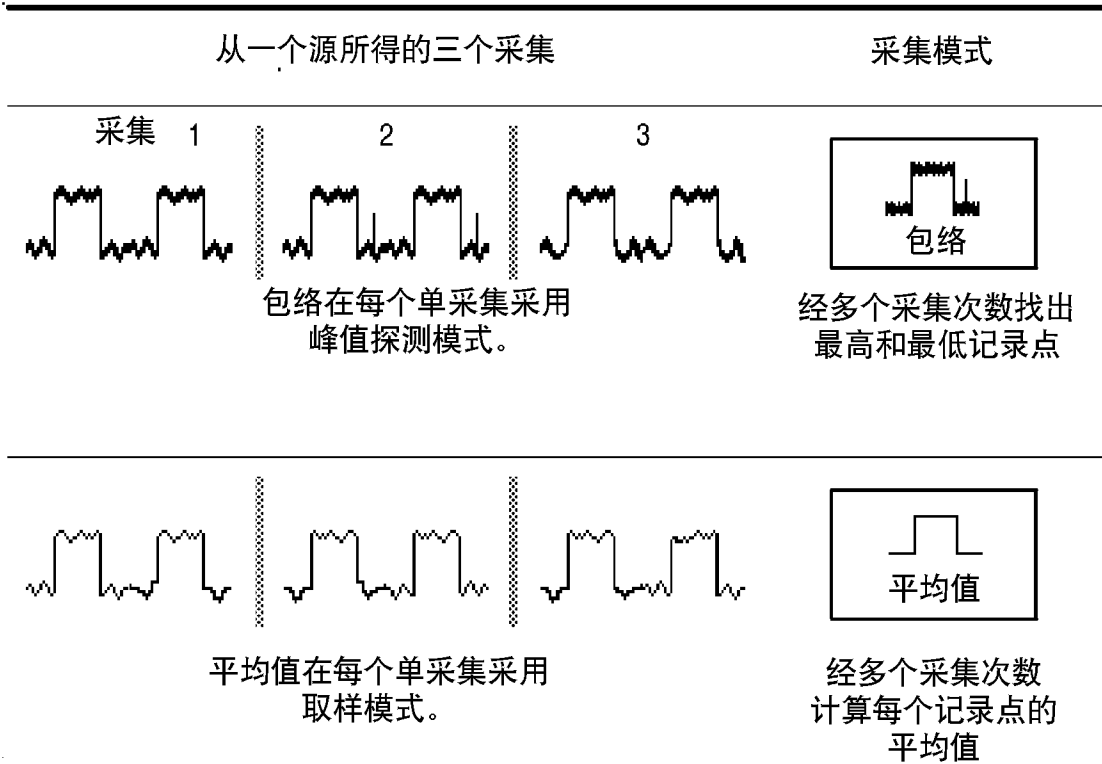 从一个源所得的三个采集
采集模式
采集 1
2
3
包络
包络在每个单采集采用
峰值探测模式。
经多个采集次数找出
最高和最低记录点
平均值
平均值在每个单采集采用
取样模式。
经多个采集次数
计算每个记录点的
平均值